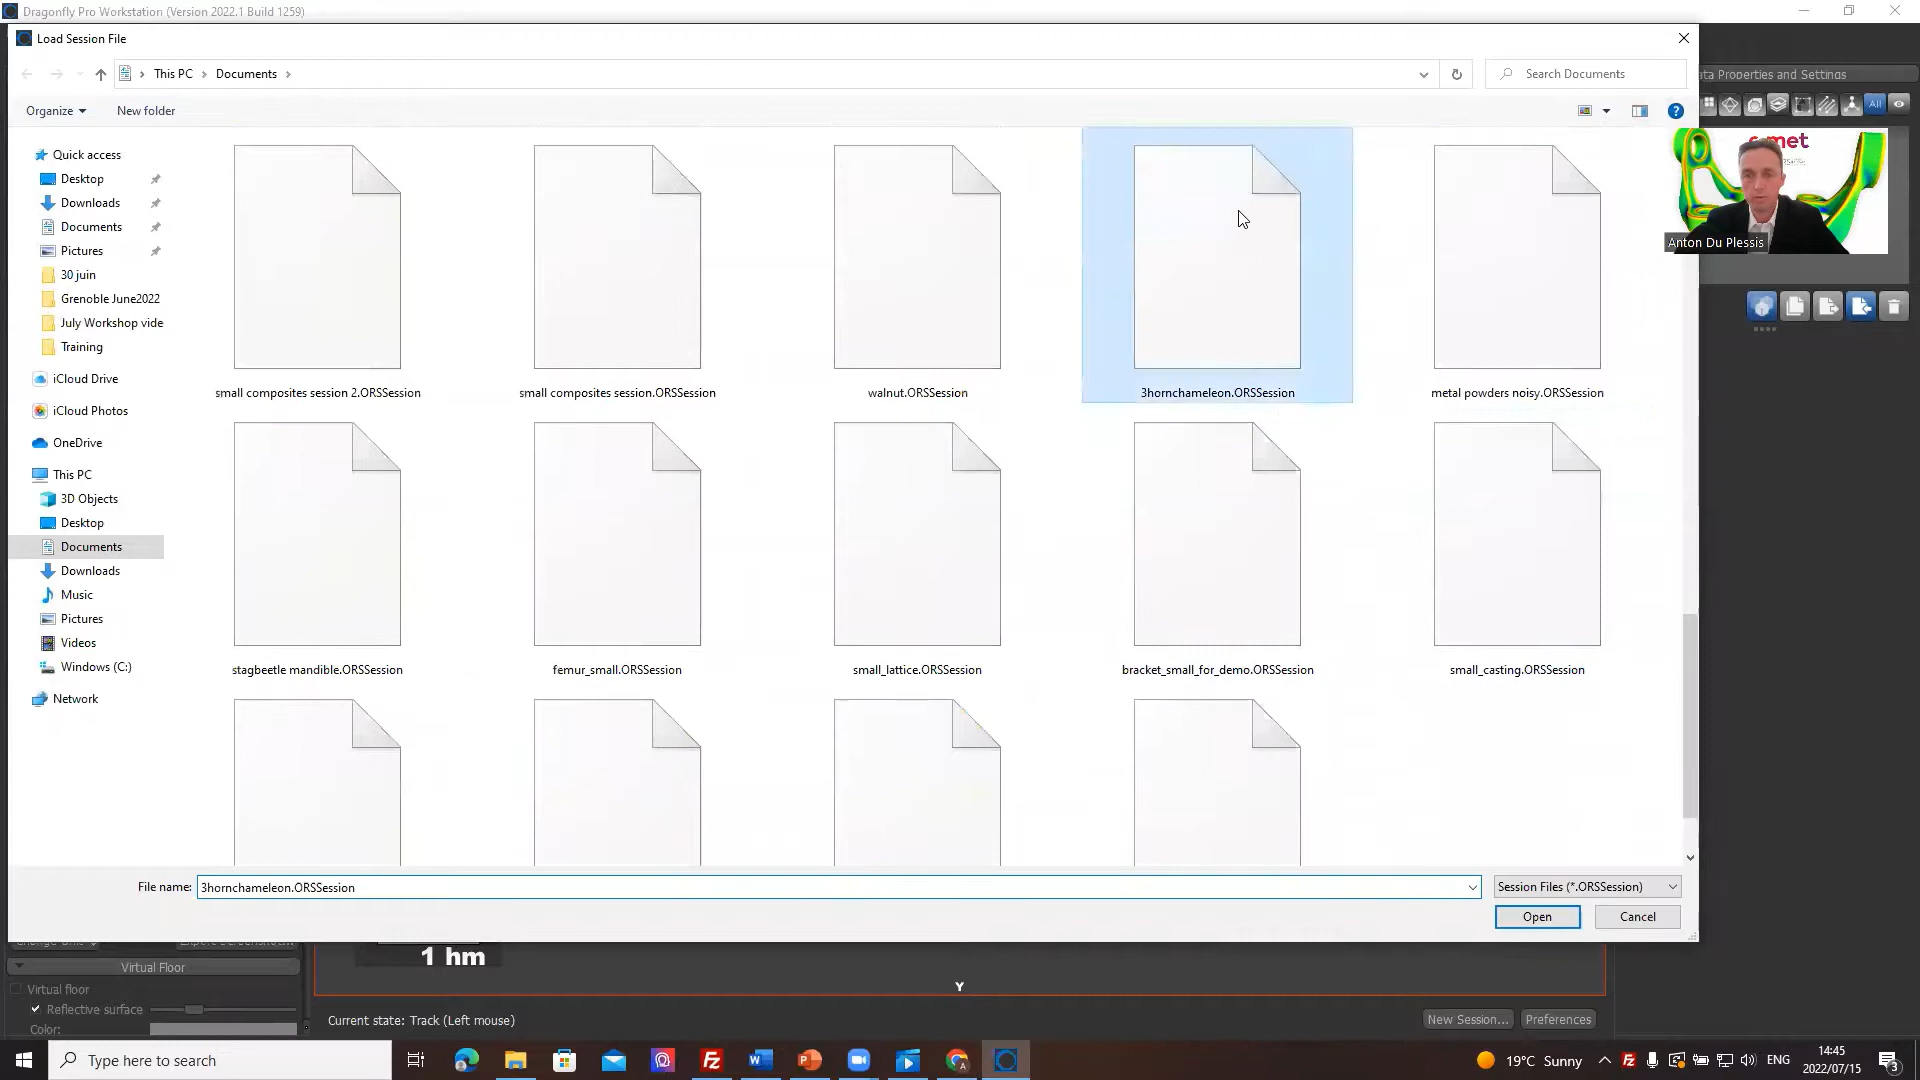 Dragonfly Pro Workstation (Version 2022.1 Build 1259)
Load Session File
This PC
Documents
Search Documents
ata Properties and Settings
Organize
New folder
All
Quick access
Desktop
Downloads
Documents
Pictures
30 juin
Grenoble June2022
July Workshop vide
Training
iCloud Drive
iCloud Photos
OneDrive
This PC
3D Objects
Desktop
Documents
Downloads
Music
Pictures
Videos
Windows (C:)
Network
small composites session 2.ORSSession
small composites session.ORSSession
walnut.ORSSession
3hornchameleon.ORSSession
metal powders noisy.ORSSession
stagbeetle mandible.ORSSession
femur_small.ORSSession
small_lattice.ORSSession
bracket_small_for_demo.ORSSession
small_casting.ORSSession
Anton Du Plessis
File name:
3hornchameleon.ORSSession
Session Files (*.ORSSession)
Open
Cancel
1 hm
Virtual Floor
Virtual floor
Reflective surface
Color:
Y
Current state: Track (Left mouse)
New Session...
Preferences
Type here to search
19°C Sunny
ENG
14:45
2022/07/15
3